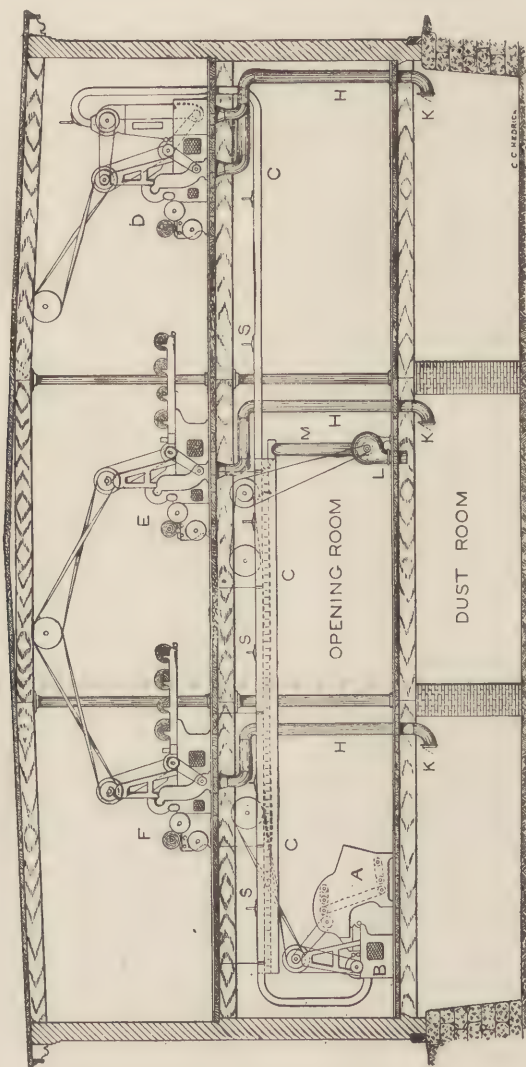 F E D
S S S
C C C
B A H M L H H
OPENING ROOM
K K K
DUST ROOM